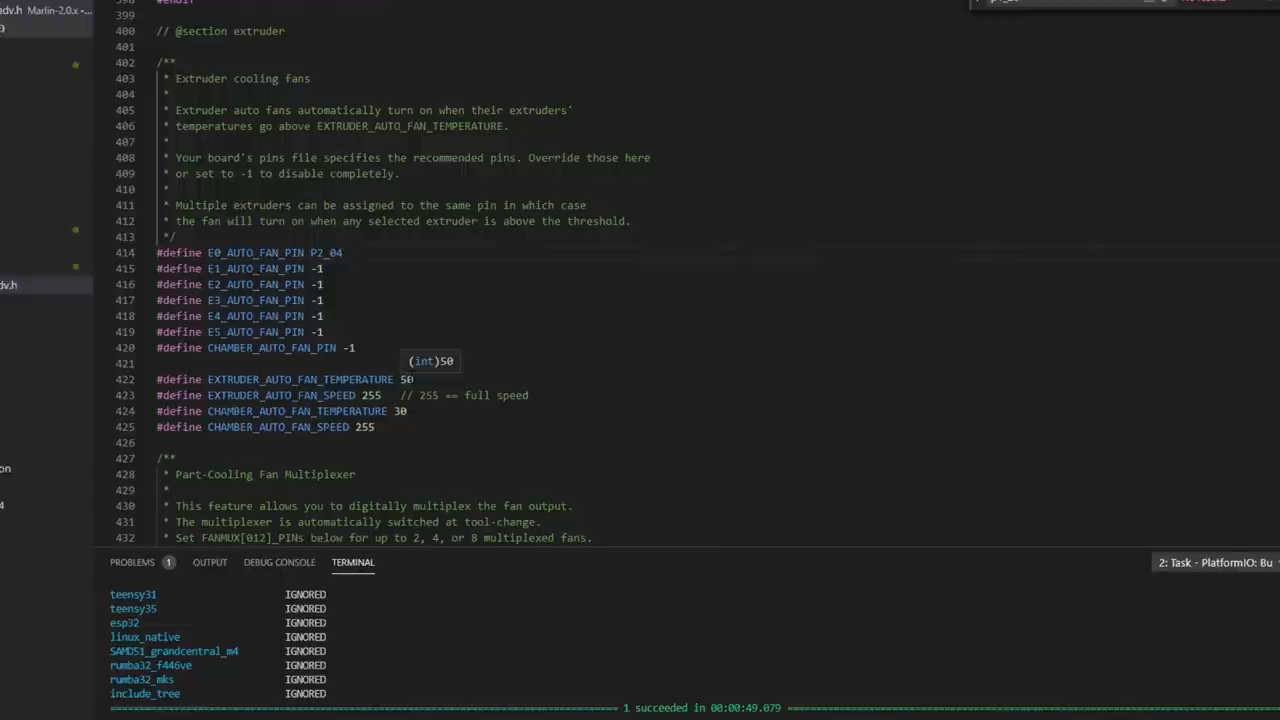 dv.h Marlin-2.0.x •...
398
#endif
399
400 // @section extruder
401
402 /**
403 * Extruder cooling fans
404 *
405 * Extruder auto fans automatically turn on when their extruders'
406 * temperatures go above EXTRUDER_AUTO_FAN_TEMPERATURE.
407 *
408 * Your board's pins file specifies the recommended pins. Override those here
409 * or set to -1 to disable completely.
410 *
411 * Multiple extruders can be assigned to the same pin in which case
412 * the fan will turn on when any selected extruder is above the threshold.
413 */
414 #define E0_AUTO_FAN_PIN P2_04
415 #define E1_AUTO_FAN_PIN -1
416 #define E2_AUTO_FAN_PIN -1
417 #define E3_AUTO_FAN_PIN -1
418 #define E4_AUTO_FAN_PIN -1
419 #define E5_AUTO_FAN_PIN -1
420 #define CHAMBER_AUTO_FAN_PIN -1
421
(int)50
422 #define EXTRUDER_AUTO_FAN_TEMPERATURE 50
423 #define EXTRUDER_AUTO_FAN_SPEED 255 // 255 == full speed
424 #define CHAMBER_AUTO_FAN_TEMPERATURE 30
425 #define CHAMBER_AUTO_FAN_SPEED 255
426
427 /**
428 * Part-Cooling Fan Multiplexer
429 *
430 * This feature allows you to digitally multiplex the fan output.
431 * The multiplexer is automatically switched at tool-change.
432 * Set FANMUX[012]_PINs below for up to 2, 4, or 8 multiplexed fans.
dv.h
on
4
PROBLEMS 1 OUTPUT DEBUG CONSOLE TERMINAL 2: Task - PlatformIO: Bu
teensy31 IGNORED
teensy35 IGNORED
esp32 IGNORED
linux_native IGNORED
SAMD51_grandcentral_m4 IGNORED
rumba32_f446ve IGNORED
rumba32_mks IGNORED
include_tree IGNORED
1 succeeded in 00:00:49.079